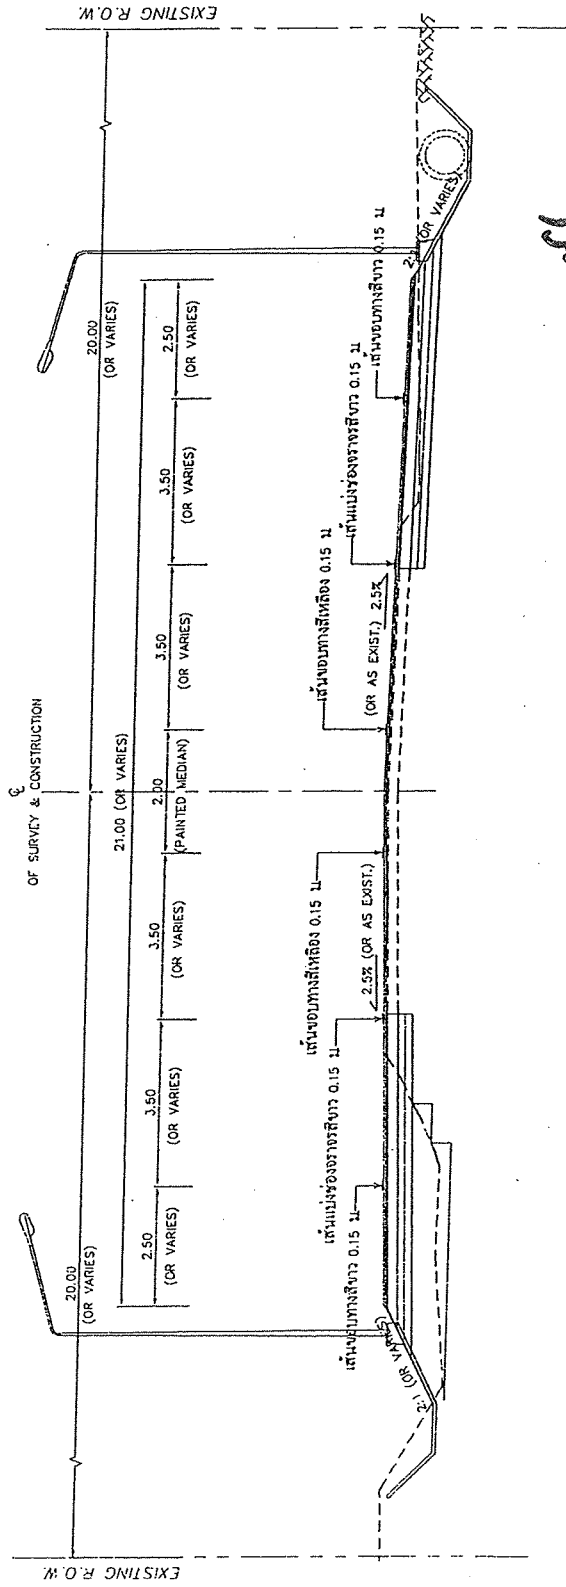 ℄
OF SURVEY & CONSTRUCTION
EXISTING R.O.W.
EXISTING R.O.W.
20.00
(OR VARIES)
20.00
(OR VARIES)
21.00 (OR VARIES)
2.50
(OR VARIES)
3.50
(OR VARIES)
3.50
(OR VARIES)
2.00
(PAINTED MEDIAN)
3.50
(OR VARIES)
3.50
(OR VARIES)
2.50
(OR VARIES)
เส้นขอบทางสีเหลือง 0.15 ม
เส้นขอบทางสีเหลือง 0.15 ม
เส้นแบ่งช่องจราจรสีขาว 0.15 ม
เส้นแบ่งช่องจราจรสีขาว 0.15 ม
เส้นขอบทางสีขาว 0.15 ม
เส้นขอบทางสีขาว 0.15 ม
2.5% (OR AS EXIST.)
(OR AS EXIST.) 2.5%
2:1 (OR VARIES)
2:1 (OR VARIES)